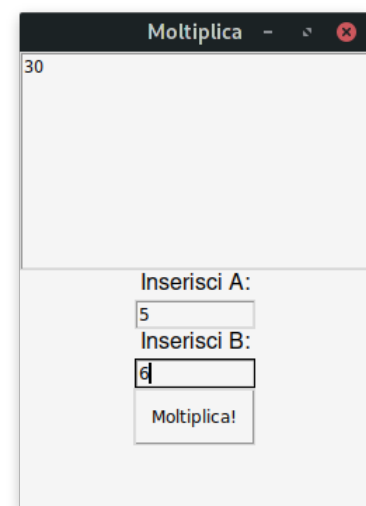 Moltiplica
30
Inserisci A:
5
Inserisci B:
6
Moltiplica!